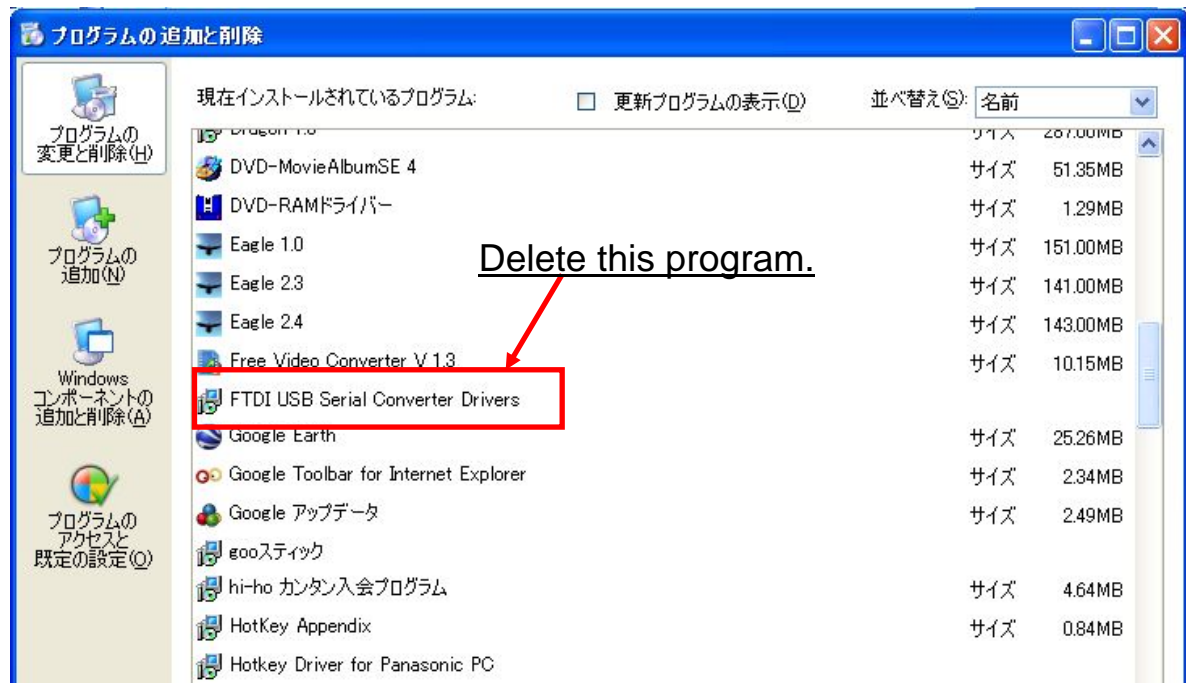 プログラムの追加と削除
プログラムの
変更と削除(H)
プログラムの
追加(N)
Windows
コンポーネントの
追加と削除(A)
プログラムの
アクセスと
既定の設定(O)
現在インストールされているプログラム: 更新プログラムの表示(D) 並べ替え(S): 名前
Dragon 1.0 サイズ 287.00MB
DVD-MovieAlbumSE 4 サイズ 51.35MB
DVD-RAMドライバー サイズ 1.29MB
Eagle 1.0 サイズ 151.00MB
Delete this program.
Eagle 2.3 サイズ 141.00MB
Eagle 2.4 サイズ 143.00MB
Free Video Converter V 1.3 サイズ 10.15MB
FTDI USB Serial Converter Drivers
Google Earth サイズ 25.26MB
Google Toolbar for Internet Explorer サイズ 2.34MB
Google アップデータ サイズ 2.49MB
gooスティック
hi-ho カンタン入会プログラム サイズ 4.64MB
HotKey Appendix サイズ 0.84MB
Hotkey Driver for Panasonic PC